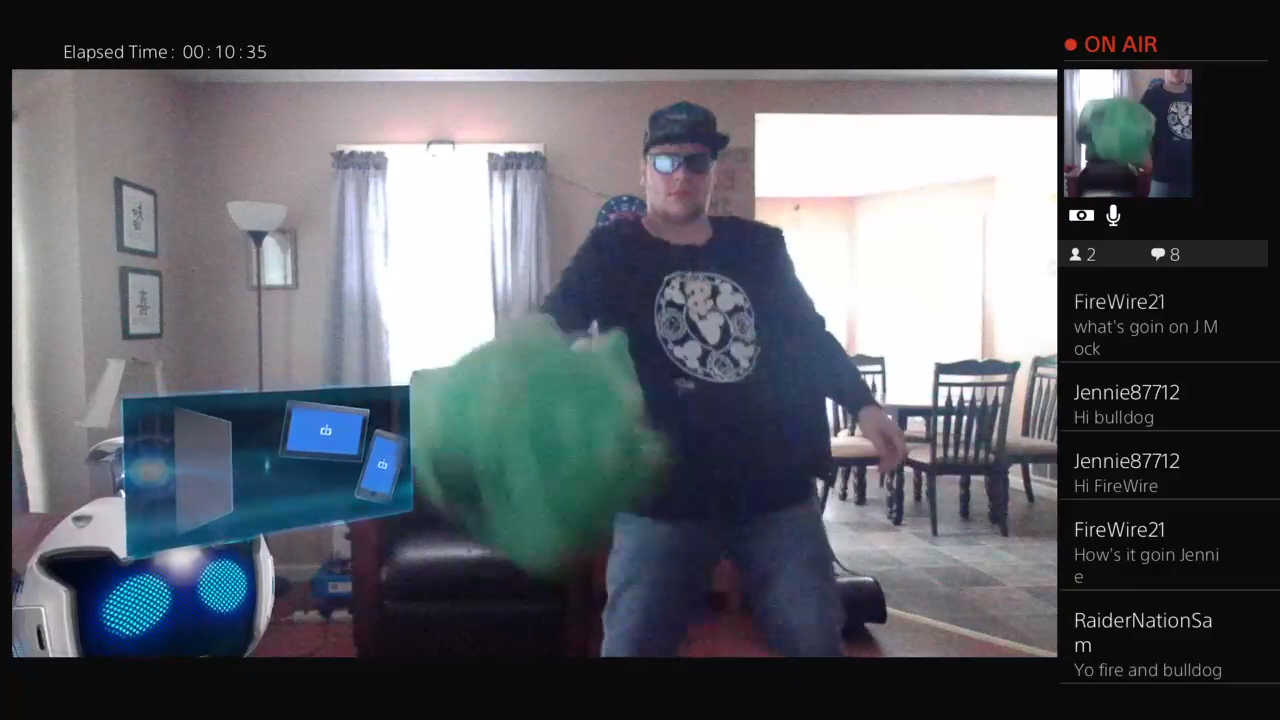 Elapsed Time: 00:10:35
ON AIR
2
8
FireWire21
what's goin on J M
ock
Jennie87712
Hi bulldog
Jennie87712
Hi FireWire
FireWire21
How's it goin Jenni
e
RaiderNationSa
m
Yo fire and bulldog